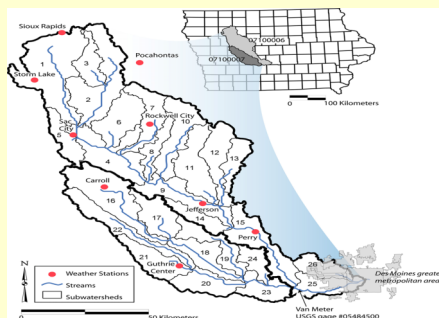 Sioux Rapids
07100006
Pocahontas
07100007
1
3
Storm Lake
0 100 Kilometers
2
7
Rockwell City
Sac
City
6
10
5
8
12
13
4
11
Carroll
9
16
Jefferson
14
15
17
Perry
22
Guthrie
Center
18
19
24
21
26
N
S
Weather Stations
Streams
Subwatersheds
20
23
25
Des Moines greater
metropolitan area
Van Meter
USGS gage #05484500
0 50 Kilometers